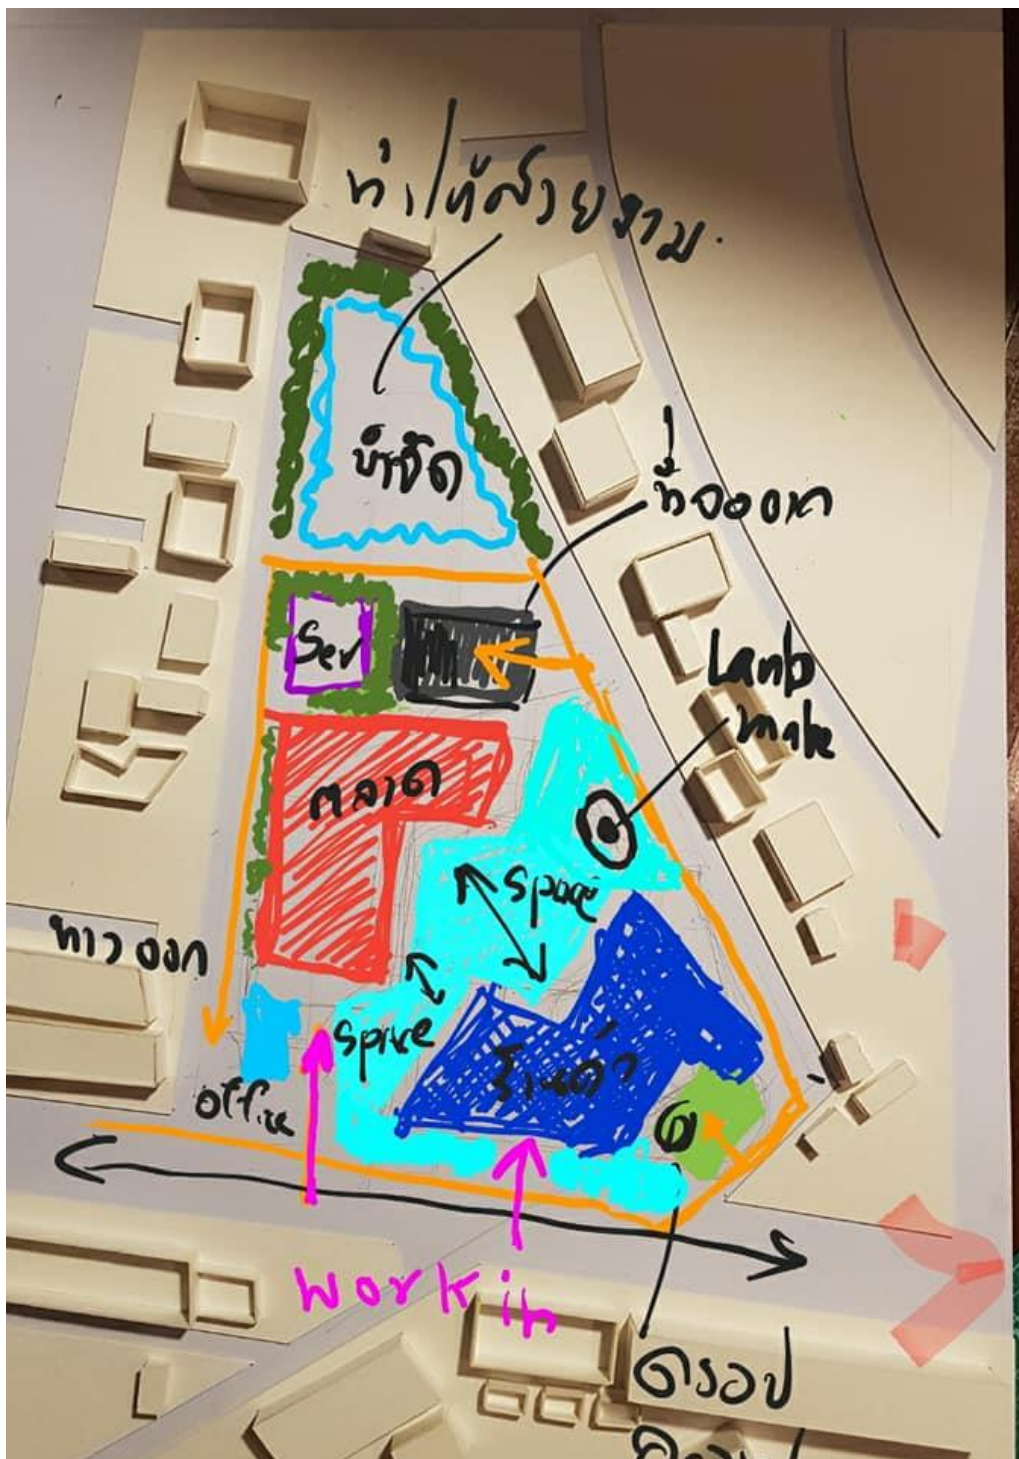 ทำให้สวยงาม.
บำจัด
ที่จอดรถ
Ser
Land
make
ตลาด
space
ทางออก
space
ร้านค้า
office
work in
ดรอป